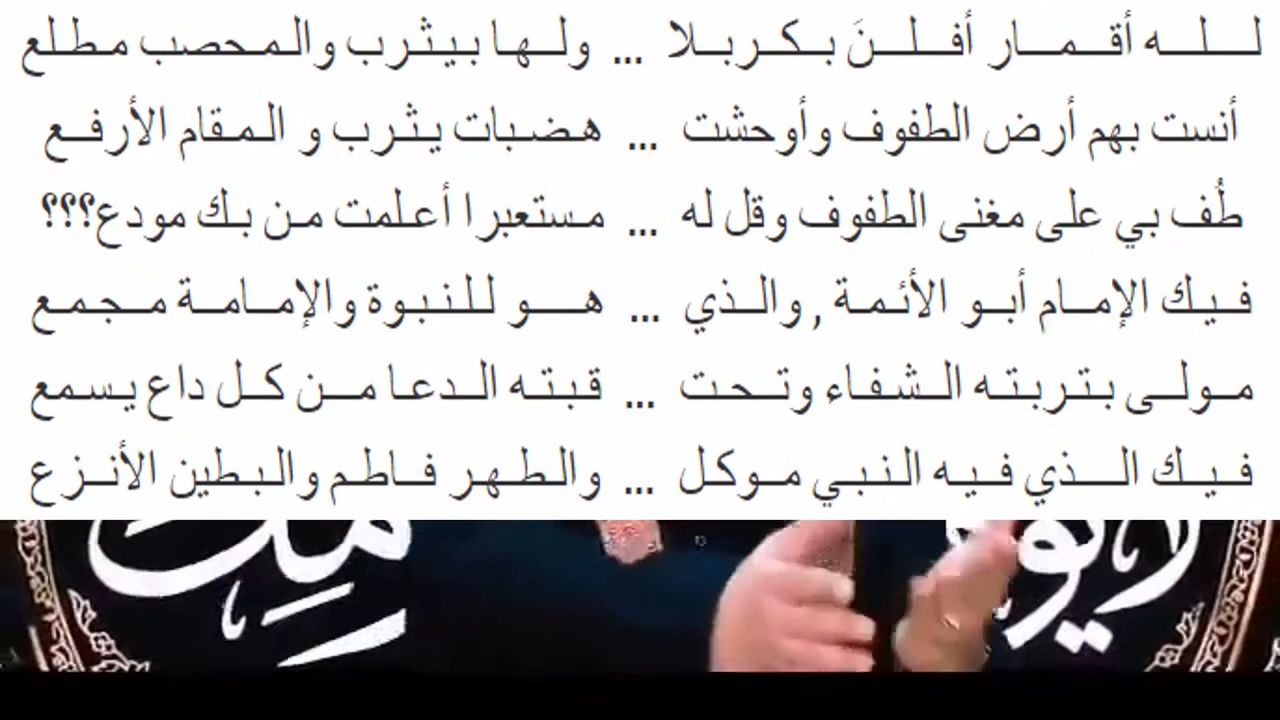 لله أقمار أفلنَ بكربلا ... ولها بيثرب والمحصب مطلع
أنست بهم أرض الطفوف وأوحشت ... هضبات يثرب و المقام الأرفع
طُف بي على مغنى الطفوف وقل له ... مستعبرا أعلمت من بك مودع؟؟؟
فيك الإمام أبو الأئمة , والذي ... هو للنبوة والإمامة مجمع
مولى بتربته الشفاء وتحت ... قبته الدعا من كل داع يسمع
فيك الذي فيه النبي موكل ... والطهر فاطم والبطين الأنزع